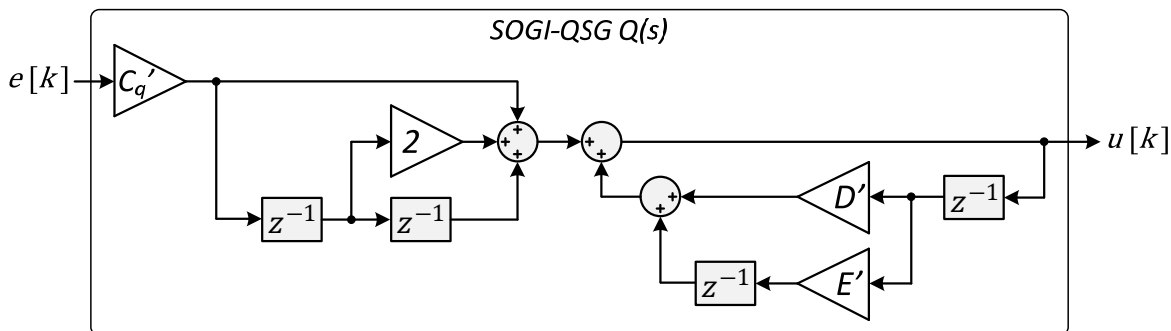 SOGI-QSG Q(s)
e[k]
C_q'
+
+
+
2
+
+
u[k]
z⁻¹
z⁻¹
+
+
D'
z⁻¹
z⁻¹
E'